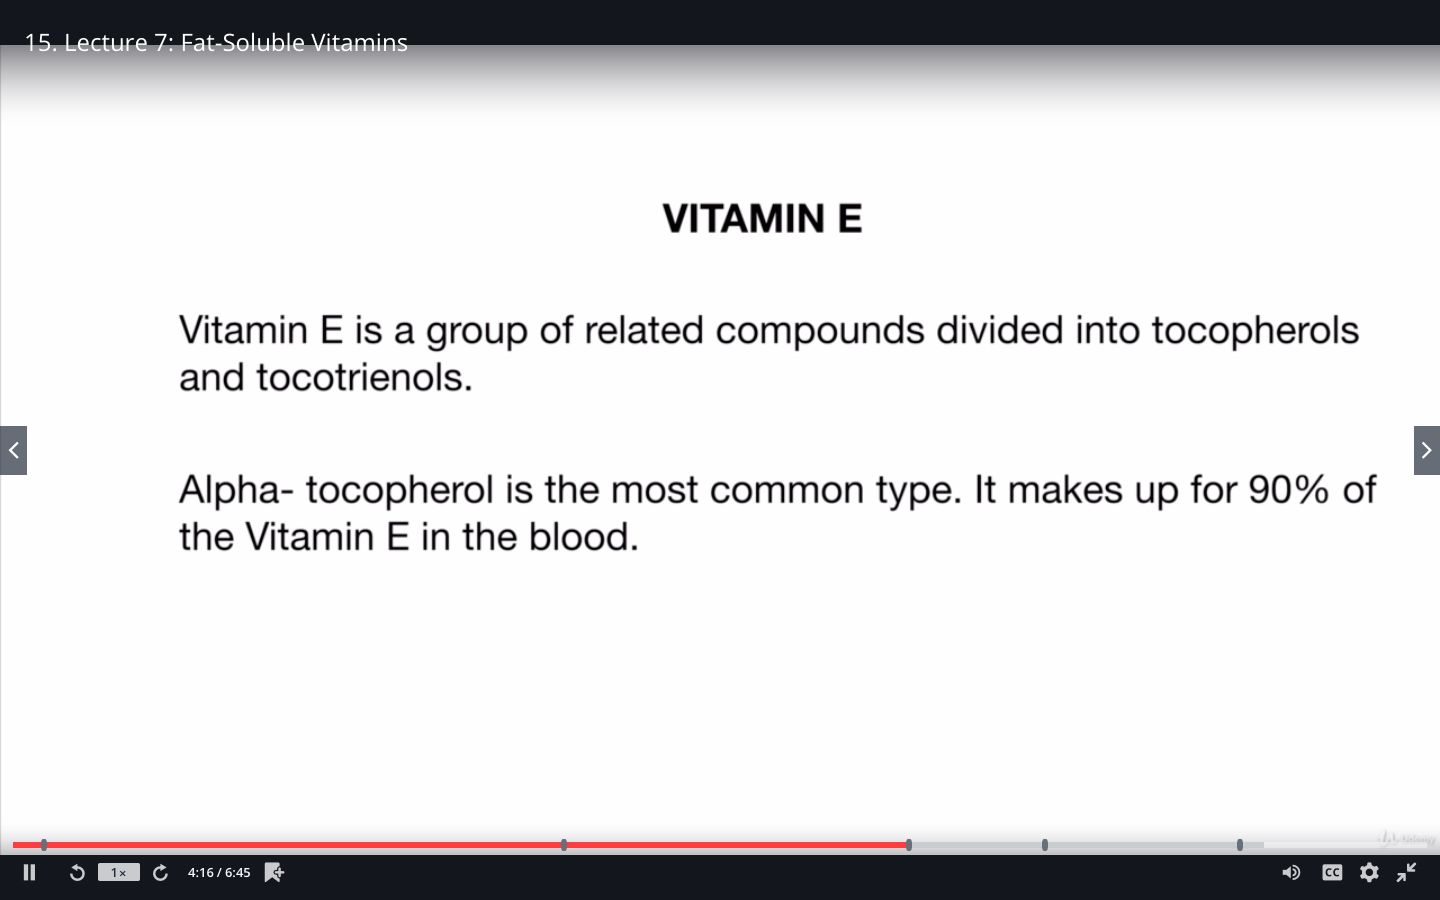 15. Lecture 7: Fat-Soluble Vitamins
VITAMIN E
Vitamin E is a group of related compounds divided into tocopherols
and tocotrienols.
Alpha- tocopherol is the most common type. It makes up for 90% of
the Vitamin E in the blood.
Udemy
1×
4:16 / 6:45
CC